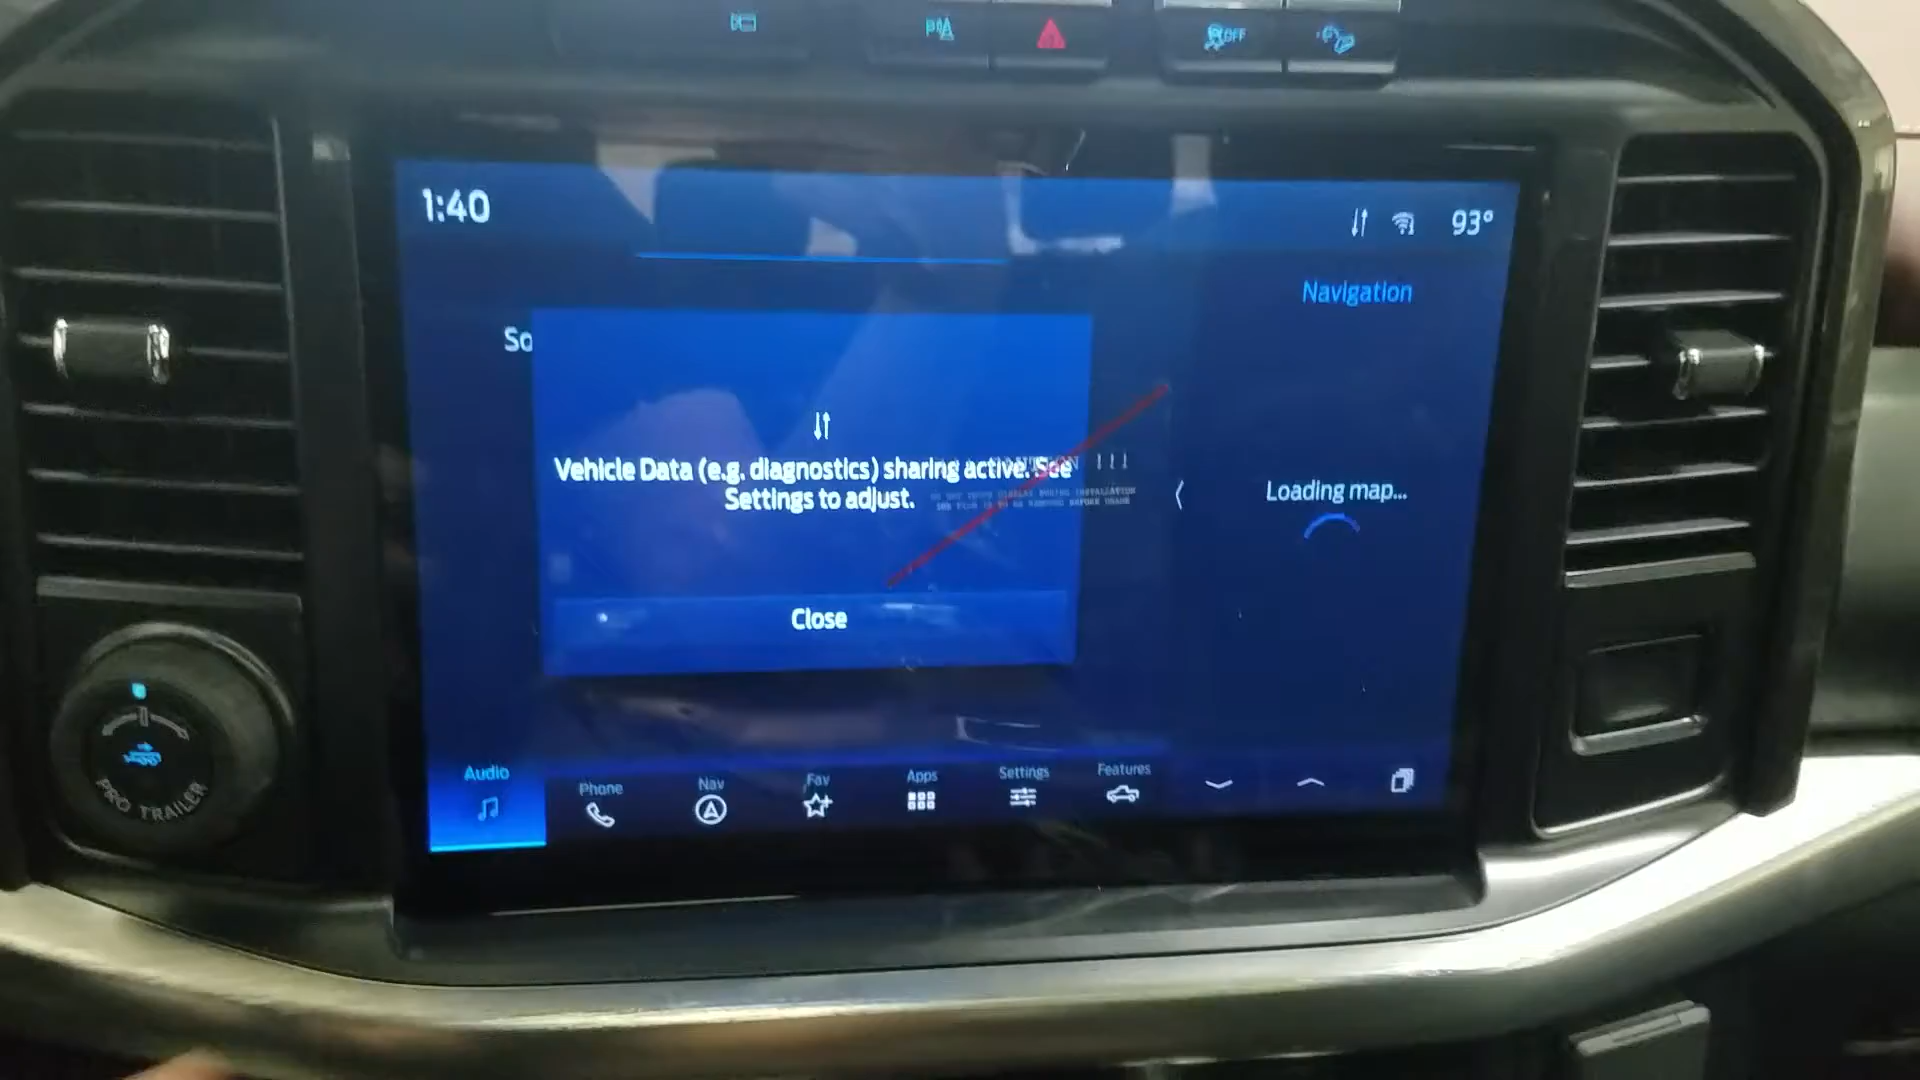 OFF
1:40
93°
Navigation
So
Vehicle Data (e.g. diagnostics) sharing active. See
Settings to adjust.
!!!
Loading map...
Close
Audio
Phone
Nav
Fav
Apps
Settings
Features
PRO TRAILER